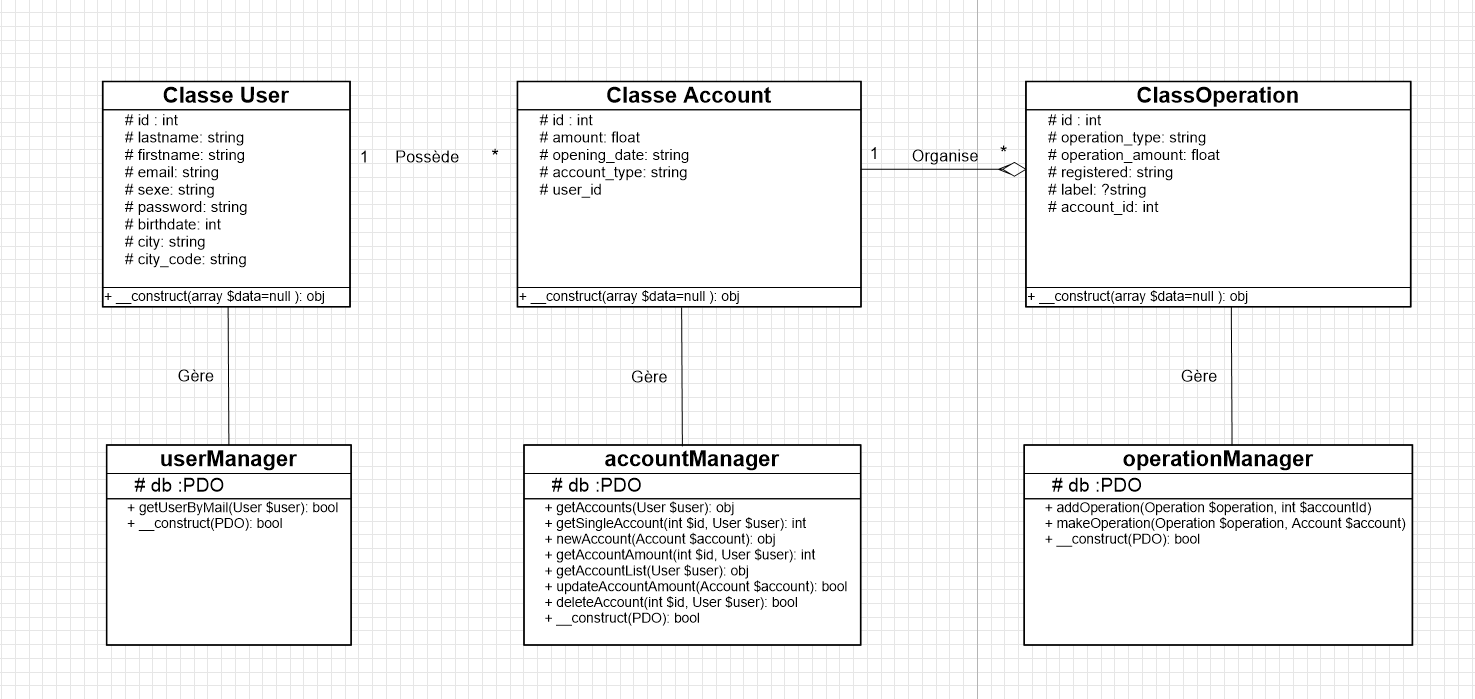 Classe User
# id : int
# lastname: string
# firstname: string
# email: string
# sexe: string
# password: string
# birthdate: int
# city: string
# city_code: string
+ __construct(array $data=null ): obj
1 Possède *
Classe Account
# id : int
# amount: float
# opening_date: string
# account_type: string
# user_id
+ __construct(array $data=null ): obj
1 Organise *
ClassOperation
# id : int
# operation_type: string
# operation_amount: float
# registered: string
# label: ?string
# account_id: int
+ __construct(array $data=null ): obj
Gère
Gère
Gère
userManager
# db :PDO
+ getUserByMail(User $user): bool
+ __construct(PDO): bool
accountManager
# db :PDO
+ getAccounts(User $user): obj
+ getSingleAccount(int $id, User $user): int
+ newAccount(Account $account): obj
+ getAccountAmount(int $id, User $user): int
+ getAccountList(User $user): obj
+ updateAccountAmount(Account $account): bool
+ deleteAccount(int $id, User $user): bool
+ __construct(PDO): bool
operationManager
# db :PDO
+ addOperation(Operation $operation, int $accountId)
+ makeOperation(Operation $operation, Account $account)
+ __construct(PDO): bool